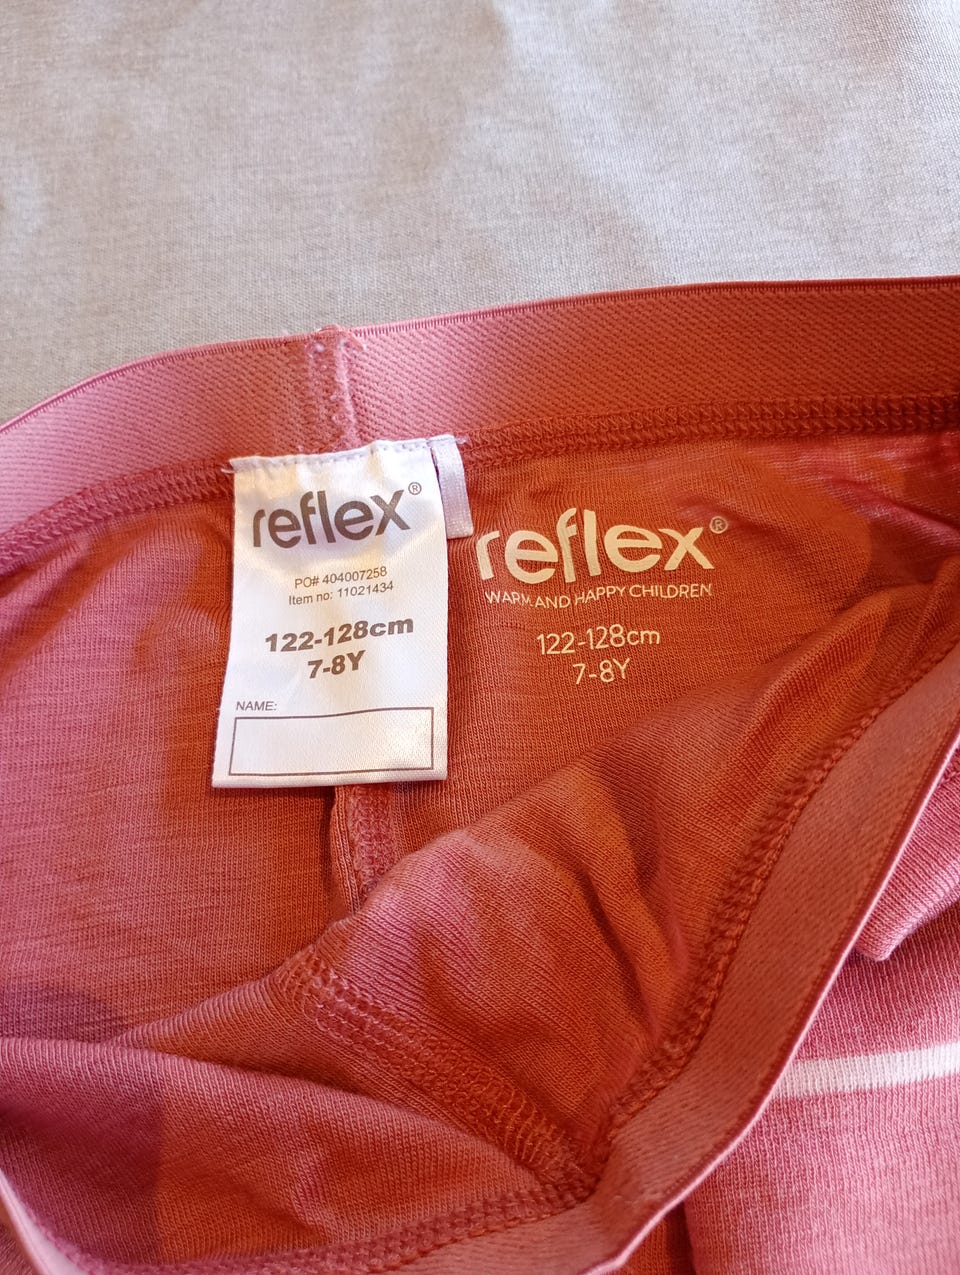 reflex®
PO# 404007258
Item no: 11021434
122-128cm
7-8Y
NAME:
reflex®
WARM AND HAPPY CHILDREN
122-128cm
7-8Y